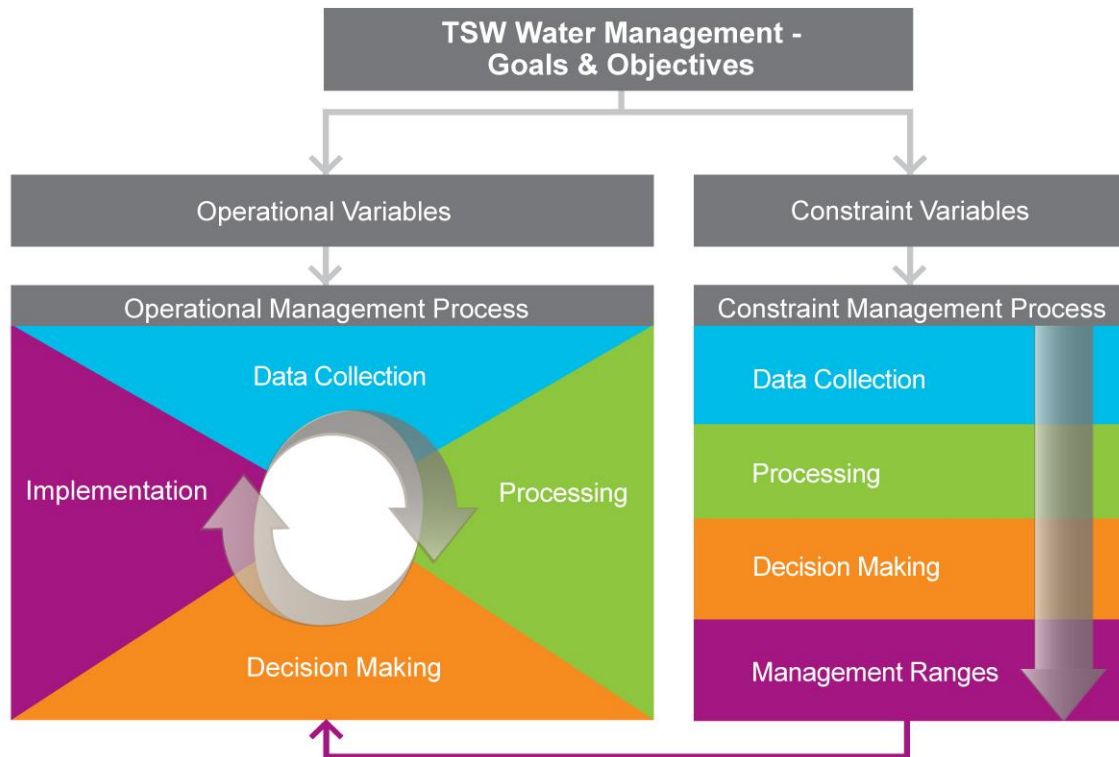 TSW Water Management -
Goals & Objectives
Operational Variables
Constraint Variables
Operational Management Process
Data Collection
Implementation
Processing
Decision Making
Constraint Management Process
Data Collection
Processing
Decision Making
Management Ranges